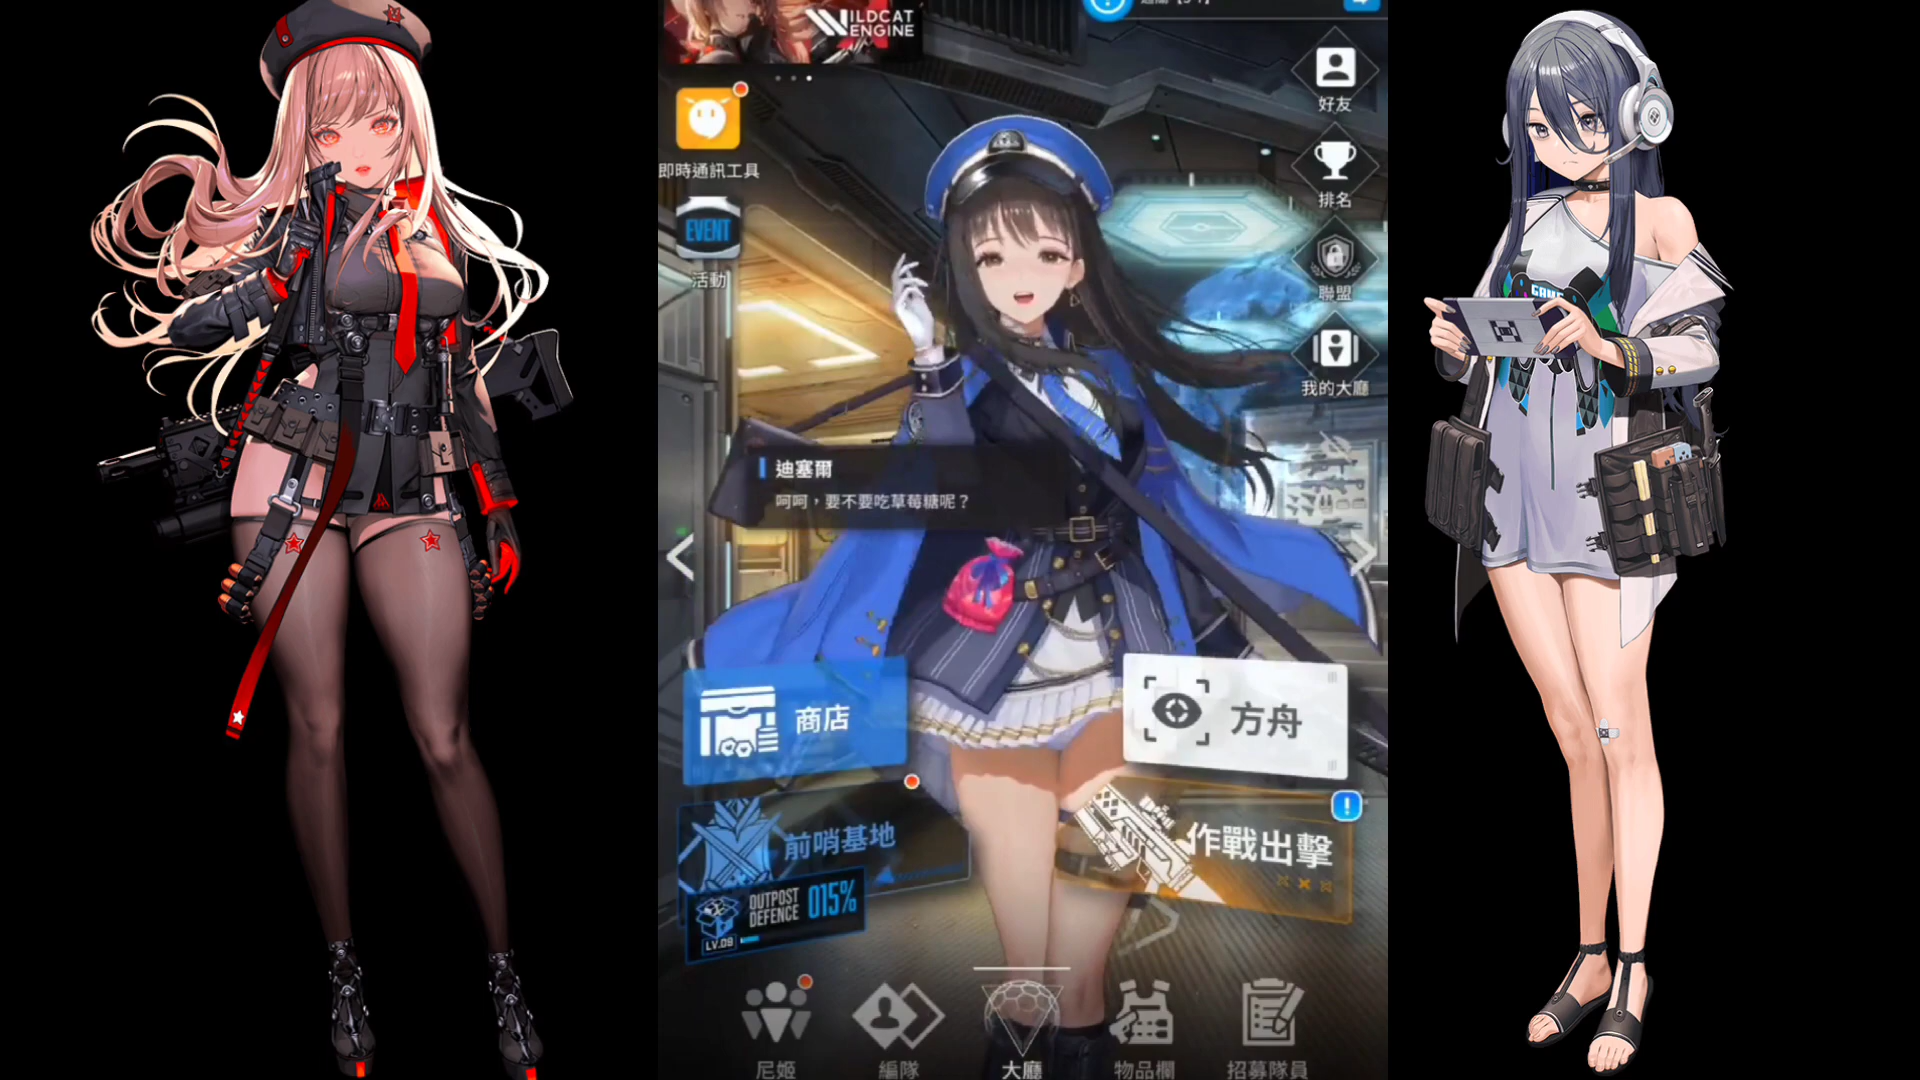 WILDCAT
ENGINE
好友
即時通訊工具
排名
EVENT
活動
聯盟
GAME
我的大廳
迪塞爾
呵呵，要不要吃草莓糖呢？
商店
方舟
前哨基地
作戰出擊
OUTPOST
DEFENCE
015%
LV.09
尼姬
編隊
大廳
物品欄
招募隊員